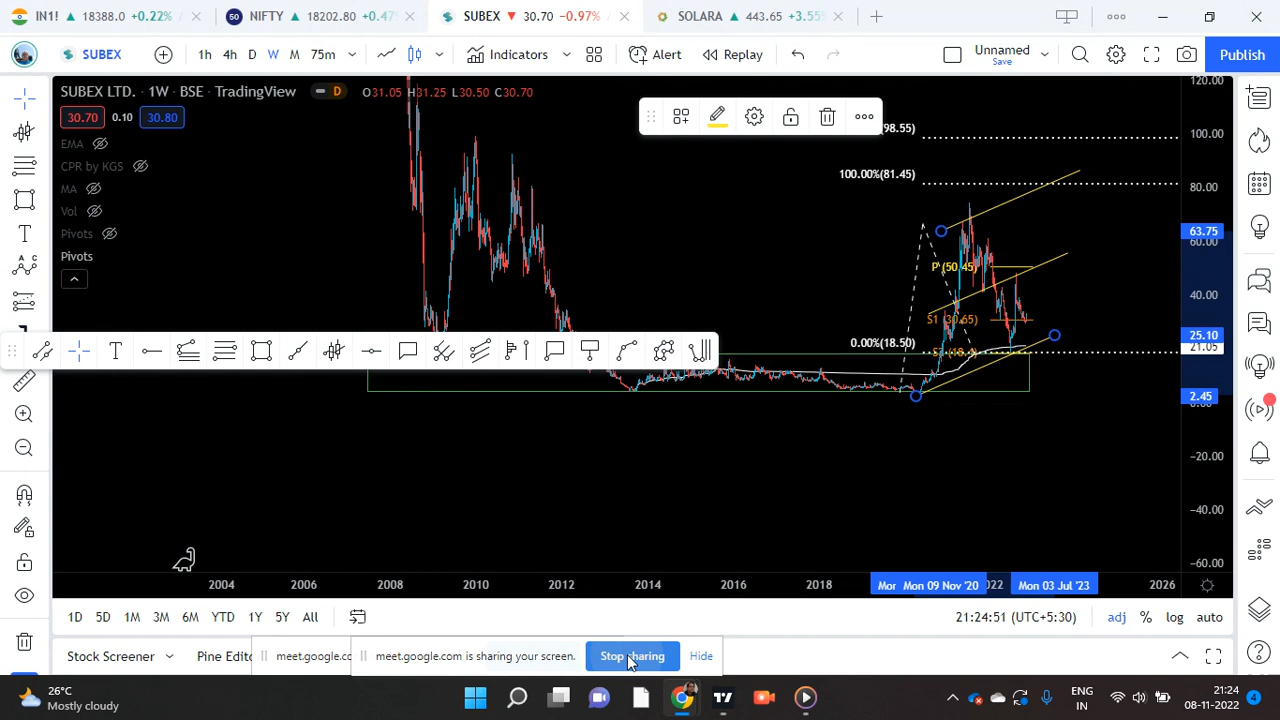 IN1! 18388.0 +0.22%
50 NIFTY 18202.80 +0.47%
SUBEX 30.70 -0.97%
SOLARA 443.65 +3.55%
SUBEX 1h 4h D W M 75m Indicators Alert Replay Unnamed Save Publish
SUBEX LTD. 1W BSE TradingView D O31.05 H31.25 L30.50 C30.70
30.70 0.10 30.80
EMA
CPR by KGS
MA
Vol
Pivots
Pivots
(98.55)
100.00%(81.45)
P (50.45)
S1 (30.65)
0.00%(18.50)
120.00
100.00
80.00
63.75
60.00
40.00
25.10
21.05
2.45
−20.00
−40.00
−60.00
2004 2006 2008 2010 2012 2014 2016 2018 Mon 09 Nov '20 2022 Mon 03 Jul '23 2026
1D 5D 1M 3M 6M YTD 1Y 5Y All 21:24:51 (UTC+5:30) adj % log auto
Stock Screener Pine Edito
meet.google.co
meet.google.com is sharing your screen. Stop sharing Hide
26°C
Mostly cloudy
ENG
IN
21:24
08-11-2022
4